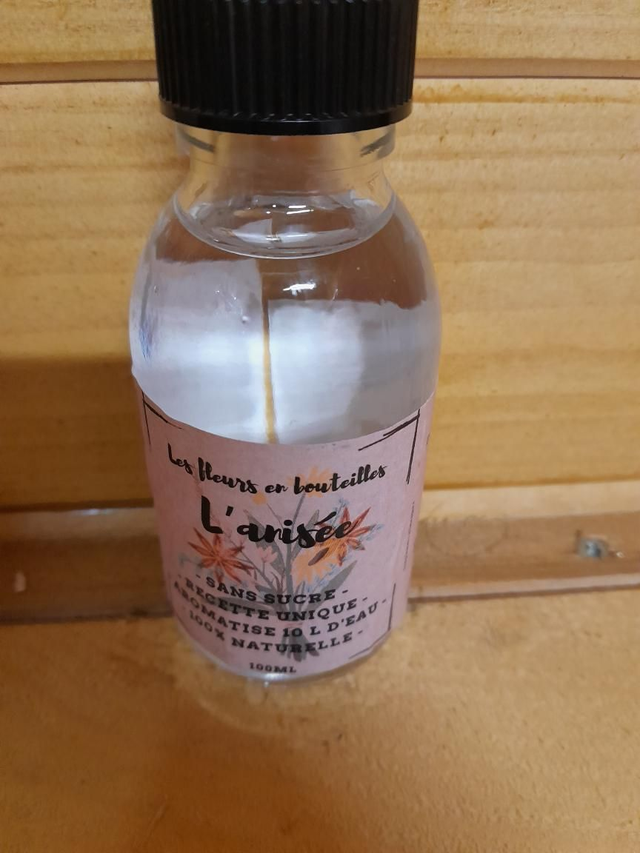 Les fleurs en bouteilles
L'anisée
- SANS SUCRE -
- RECETTE UNIQUE -
- AROMATISE 10 L D'EAU -
- 100% NATURELLE -
100ML